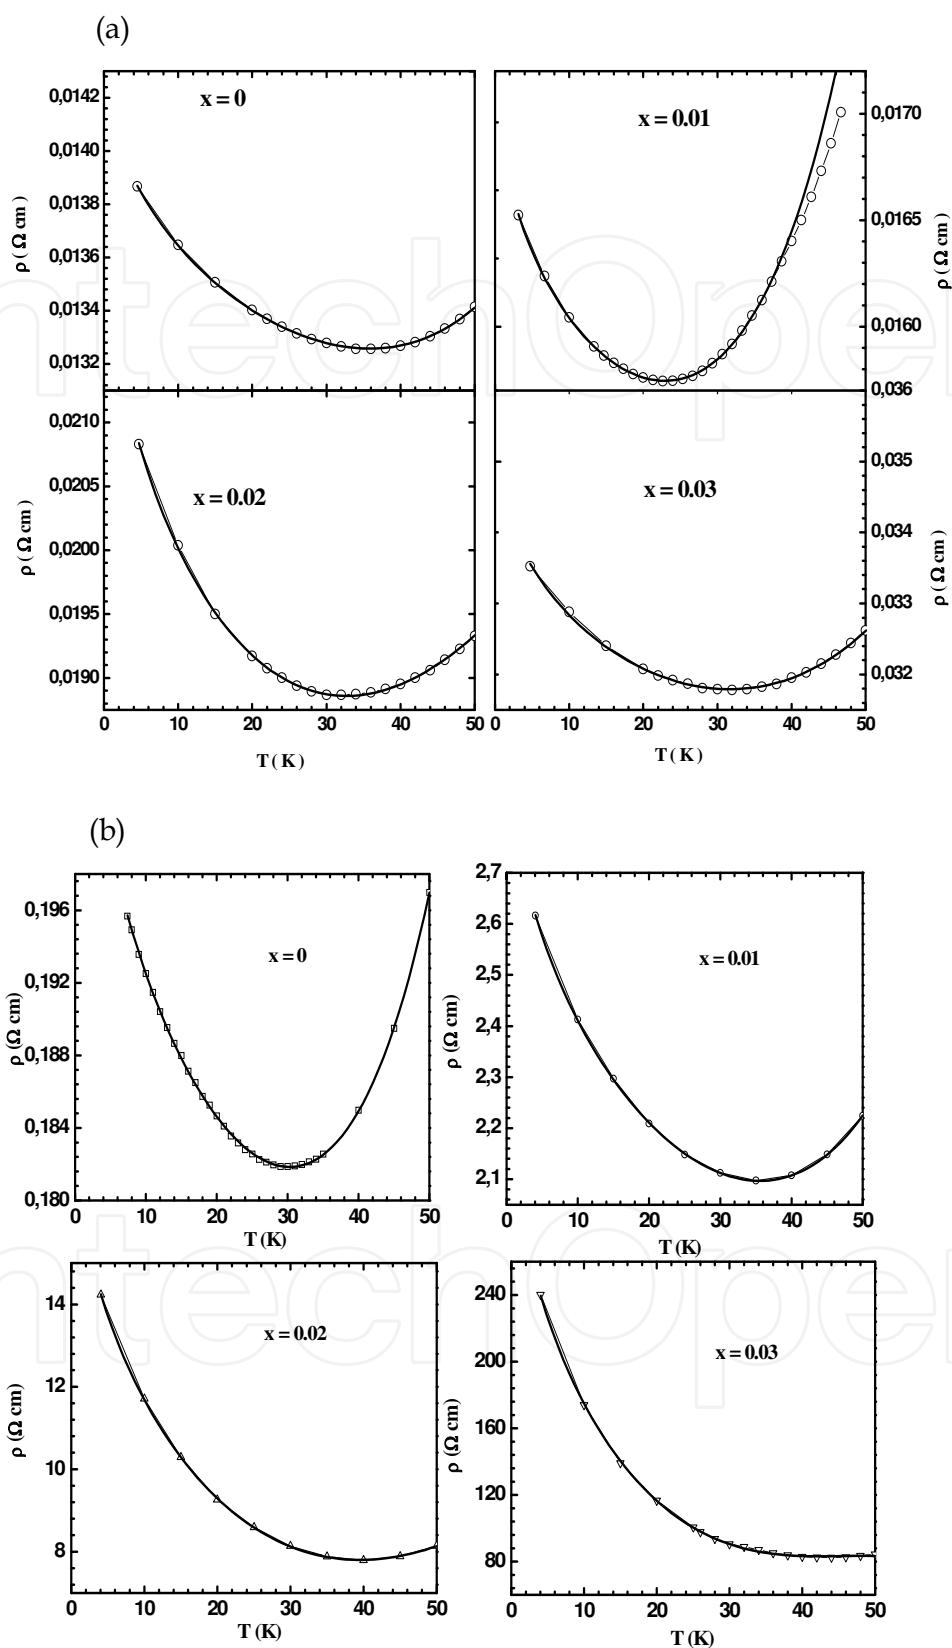 (a)
x = 0
0,0142
0,0140
0,0138
0,0136
0,0134
0,0132
ρ ( Ω cm )
x = 0.01
0,0170
0,0165
0,0160
ρ ( Ω cm )
x = 0.02
0,0210
0,0205
0,0200
0,0195
0,0190
ρ ( Ω cm )
0 10 20 30 40 50
T ( K )
x = 0.03
0,036
0,035
0,034
0,033
0,032
ρ ( Ω cm )
0 10 20 30 40 50
T ( K )
(b)
x = 0
0,196
0,192
0,188
0,184
0,180
ρ (Ω cm)
0 10 20 30 40 50
T (K)
x = 0.01
2,7
2,6
2,5
2,4
2,3
2,2
2,1
ρ (Ω cm)
0 10 20 30 40 50
T (K)
x = 0.02
14
12
10
8
ρ (Ω cm)
0 10 20 30 40 50
T (K)
x = 0.03
240
200
160
120
80
ρ (Ω cm)
0 10 20 30 40 50
T (K)